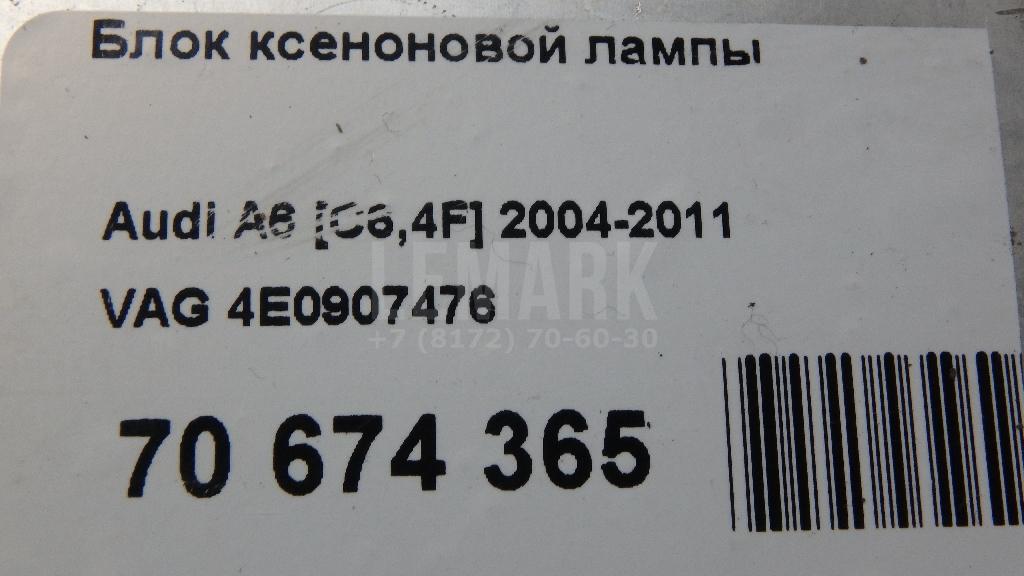 Блок ксеноновой лампы
Audi A6 [C6,4F] 2004-2011
VAG 4E0907476
LEMARK
+7 (8172) 70-60-30
70 674 365